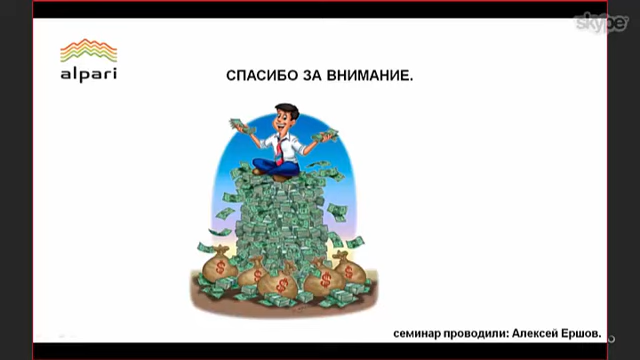 skype
alpari
СПАСИБО ЗА ВНИМАНИЕ.
$ $ $ $
семинар проводили: Алексей Ершов.